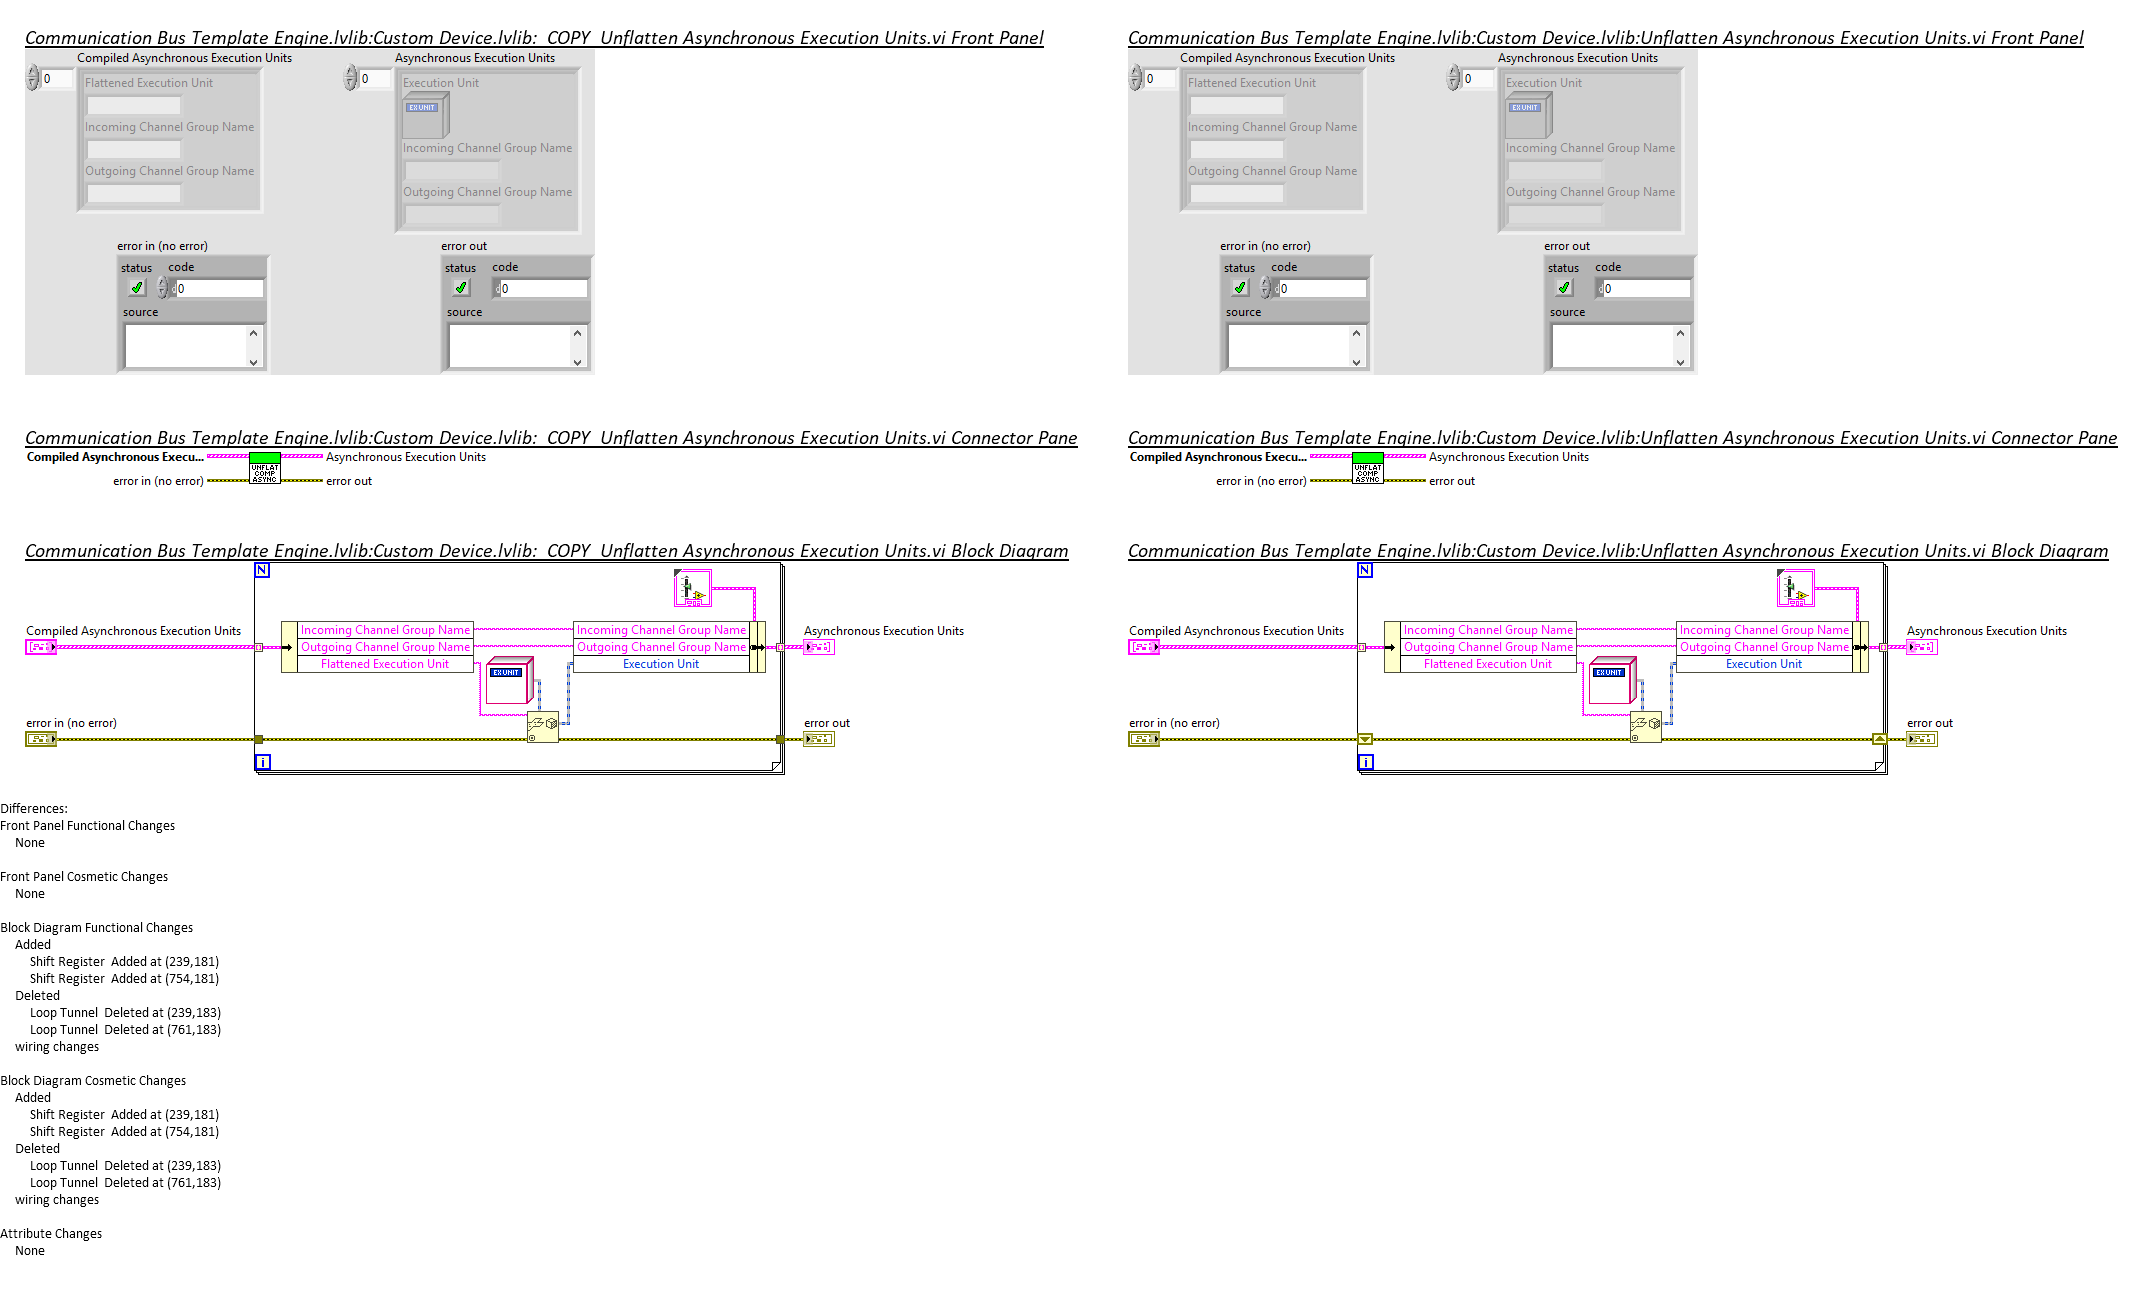 Communication Bus Template Engine.lvlib:Custom Device.lvlib:_COPY_Unflatten Asynchronous Execution Units.vi Front Panel
Compiled Asynchronous Execution Units
Asynchronous Execution Units
0
0
Flattened Execution Unit
Execution Unit
EX UNIT
Incoming Channel Group Name
Incoming Channel Group Name
Outgoing Channel Group Name
Outgoing Channel Group Name
error in (no error)
error out
status code
status code
d 0
d 0
source
source
Communication Bus Template Engine.lvlib:Custom Device.lvlib:Unflatten Asynchronous Execution Units.vi Front Panel
Compiled Asynchronous Execution Units
Asynchronous Execution Units
0
0
Flattened Execution Unit
Execution Unit
EX UNIT
Incoming Channel Group Name
Incoming Channel Group Name
Outgoing Channel Group Name
Outgoing Channel Group Name
error in (no error)
error out
status code
status code
d 0
d 0
source
source
Communication Bus Template Engine.lvlib:Custom Device.lvlib:_COPY_Unflatten Asynchronous Execution Units.vi Connector Pane
Compiled Asynchronous Execu...
Asynchronous Execution Units
UNFLAT
COMP
ASYNC
error in (no error)
error out
Communication Bus Template Engine.lvlib:Custom Device.lvlib:Unflatten Asynchronous Execution Units.vi Connector Pane
Compiled Asynchronous Execu...
Asynchronous Execution Units
UNFLAT
COMP
ASYNC
error in (no error)
error out
Communication Bus Template Engine.lvlib:Custom Device.lvlib:_COPY_Unflatten Asynchronous Execution Units.vi Block Diagram
N
Compiled Asynchronous Execution Units
Incoming Channel Group Name
Outgoing Channel Group Name
Flattened Execution Unit
EX UNIT
Incoming Channel Group Name
Outgoing Channel Group Name
Execution Unit
Asynchronous Execution Units
error in (no error)
error out
i
Communication Bus Template Engine.lvlib:Custom Device.lvlib:Unflatten Asynchronous Execution Units.vi Block Diagram
N
Compiled Asynchronous Execution Units
Incoming Channel Group Name
Outgoing Channel Group Name
Flattened Execution Unit
EX UNIT
Incoming Channel Group Name
Outgoing Channel Group Name
Execution Unit
Asynchronous Execution Units
error in (no error)
error out
i
Differences:
Front Panel Functional Changes
None
Front Panel Cosmetic Changes
None
Block Diagram Functional Changes
Added
Shift Register Added at (239,181)
Shift Register Added at (754,181)
Deleted
Loop Tunnel Deleted at (239,183)
Loop Tunnel Deleted at (761,183)
wiring changes
Block Diagram Cosmetic Changes
Added
Shift Register Added at (239,181)
Shift Register Added at (754,181)
Deleted
Loop Tunnel Deleted at (239,183)
Loop Tunnel Deleted at (761,183)
wiring changes
Attribute Changes
None